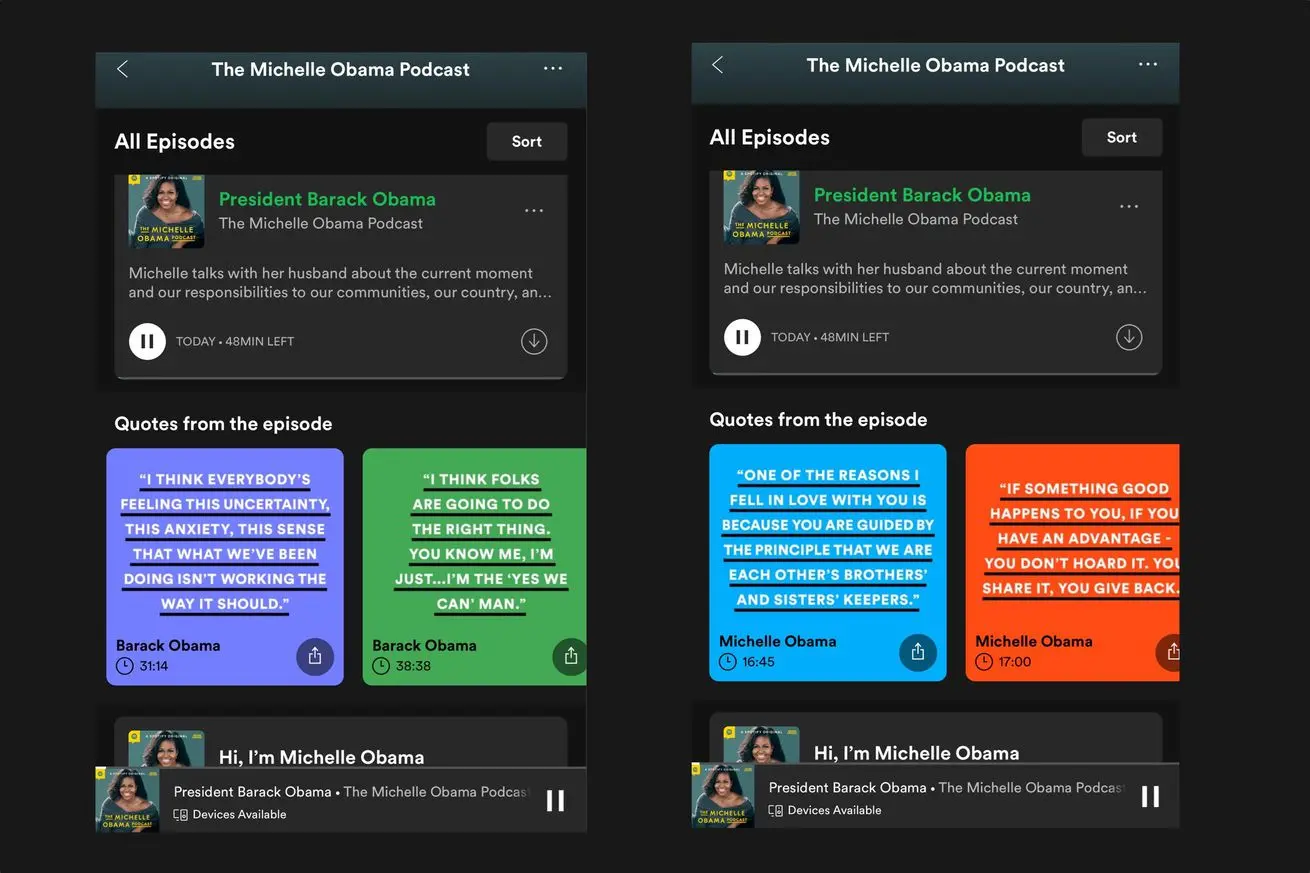 The Michelle Obama Podcast
All Episodes
Sort
THE MICHELLE
OBAMA PODCAST
President Barack Obama
The Michelle Obama Podcast
Michelle talks with her husband about the current moment
and our responsibilities to our communities, our country, an...
TODAY • 48MIN LEFT
Quotes from the episode
“I THINK EVERYBODY’S
FEELING THIS UNCERTAINTY,
THIS ANXIETY, THIS SENSE
THAT WHAT WE’VE BEEN
DOING ISN’T WORKING THE
WAY IT SHOULD.”
Barack Obama
31:14
“I THINK FOLKS
ARE GOING TO DO
THE RIGHT THING.
YOU KNOW ME, I’M
JUST...I’M THE ‘YES WE
CAN’ MAN.”
Barack Obama
38:38
Hi, I’m Michelle Obama
THE MICHELLE
OBAMA PODCAST
President Barack Obama • The Michelle Obama Podcast
Devices Available
The Michelle Obama Podcast
All Episodes
Sort
THE MICHELLE
OBAMA PODCAST
President Barack Obama
The Michelle Obama Podcast
Michelle talks with her husband about the current moment
and our responsibilities to our communities, our country, an...
TODAY • 48MIN LEFT
Quotes from the episode
“ONE OF THE REASONS I
FELL IN LOVE WITH YOU IS
BECAUSE YOU ARE GUIDED BY
THE PRINCIPLE THAT WE ARE
EACH OTHER’S BROTHERS’
AND SISTERS’ KEEPERS.”
Michelle Obama
16:45
“IF SOMETHING GOOD
HAPPENS TO YOU, IF YOU
HAVE AN ADVANTAGE -
YOU DON’T HOARD IT. YOU
SHARE IT, YOU GIVE BACK.
Michelle Obama
17:00
Hi, I’m Michelle Obama
THE MICHELLE
OBAMA PODCAST
President Barack Obama • The Michelle Obama Podcast
Devices Available